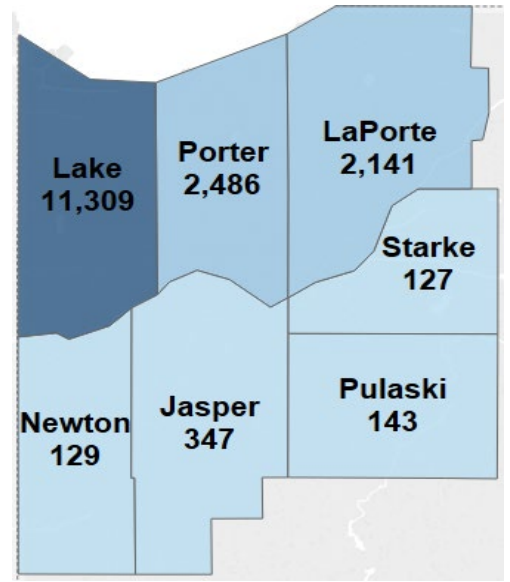 Lake
11,309
Porter
2,486
LaPorte
2,141
Starke
127
Newton
129
Jasper
347
Pulaski
143